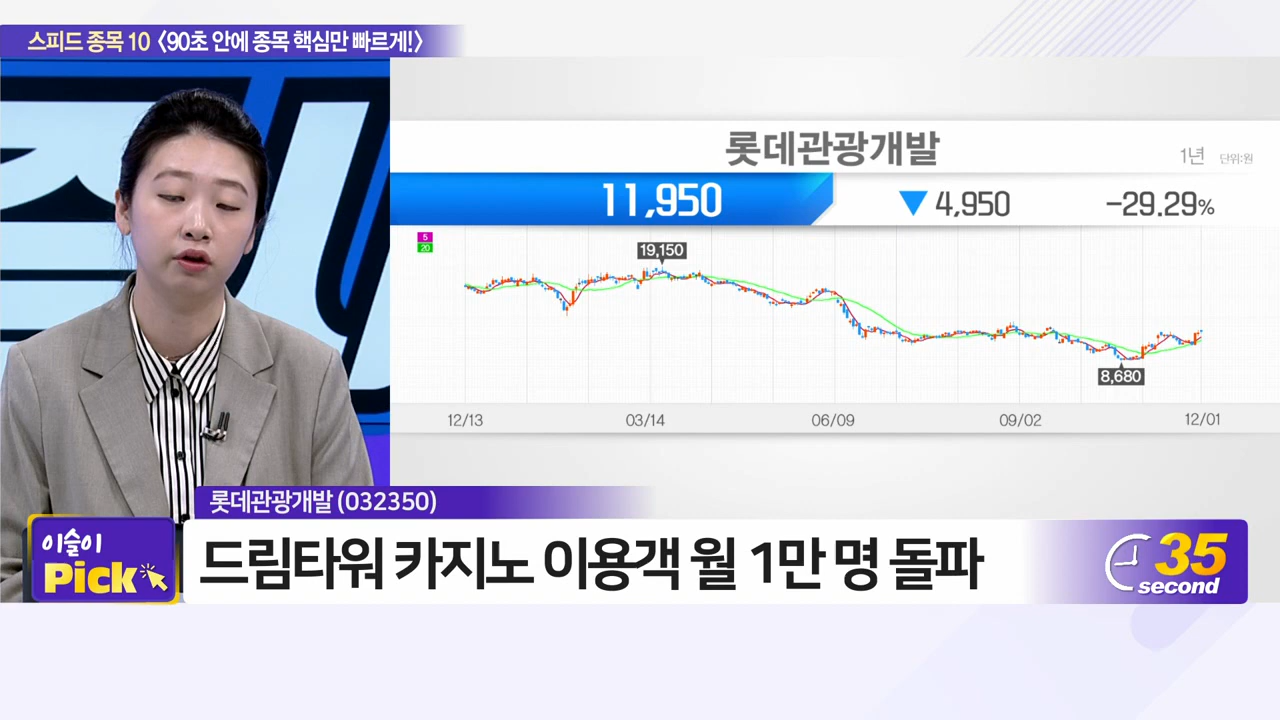 스피드 종목 10 〈90초 안에 종목 핵심만 빠르게!〉
롯데관광개발
1년 단위:원
11,950 ▼ 4,950 -29.29%
5
20
19,150
8,680
12/13 03/14 06/09 09/02 12/01
롯데관광개발 (032350)
이슬이
Pick
드림타워 카지노 이용객 월 1만 명 돌파
35
second